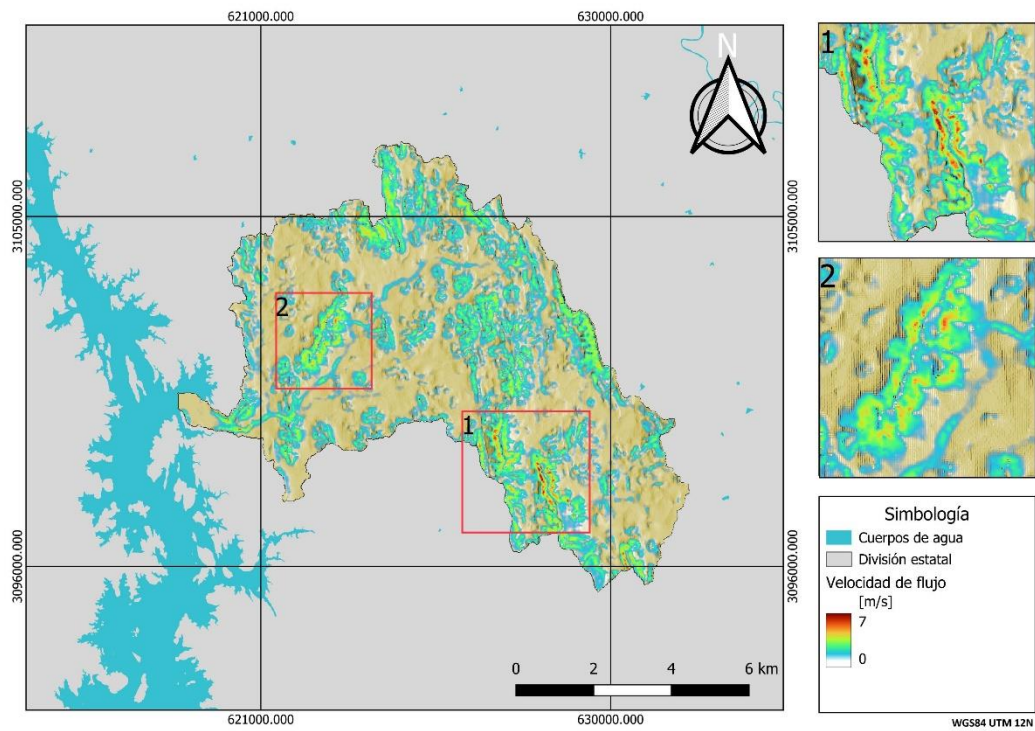 621000.000
630000.000
N
3105000.000
3105000.000
2
1
3096000.000
3096000.000
0 2 4 6 km
621000.000
630000.000
1
2
Simbología
Cuerpos de agua
División estatal
Velocidad de flujo
[m/s]
7
0
WGS84 UTM 12N